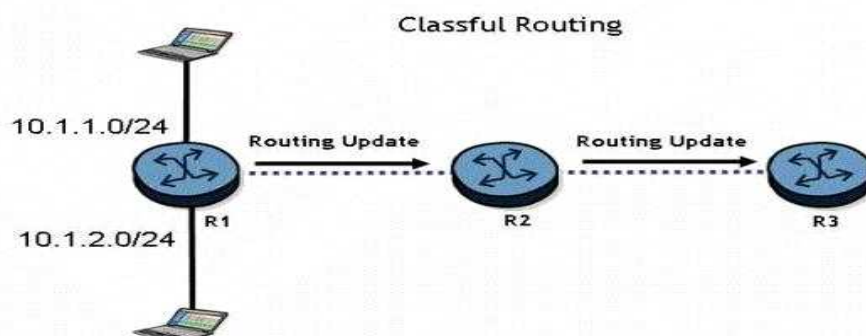 Classful Routing
10.1.1.0/24
Routing Update
Routing Update
R1
R2
R3
10.1.2.0/24